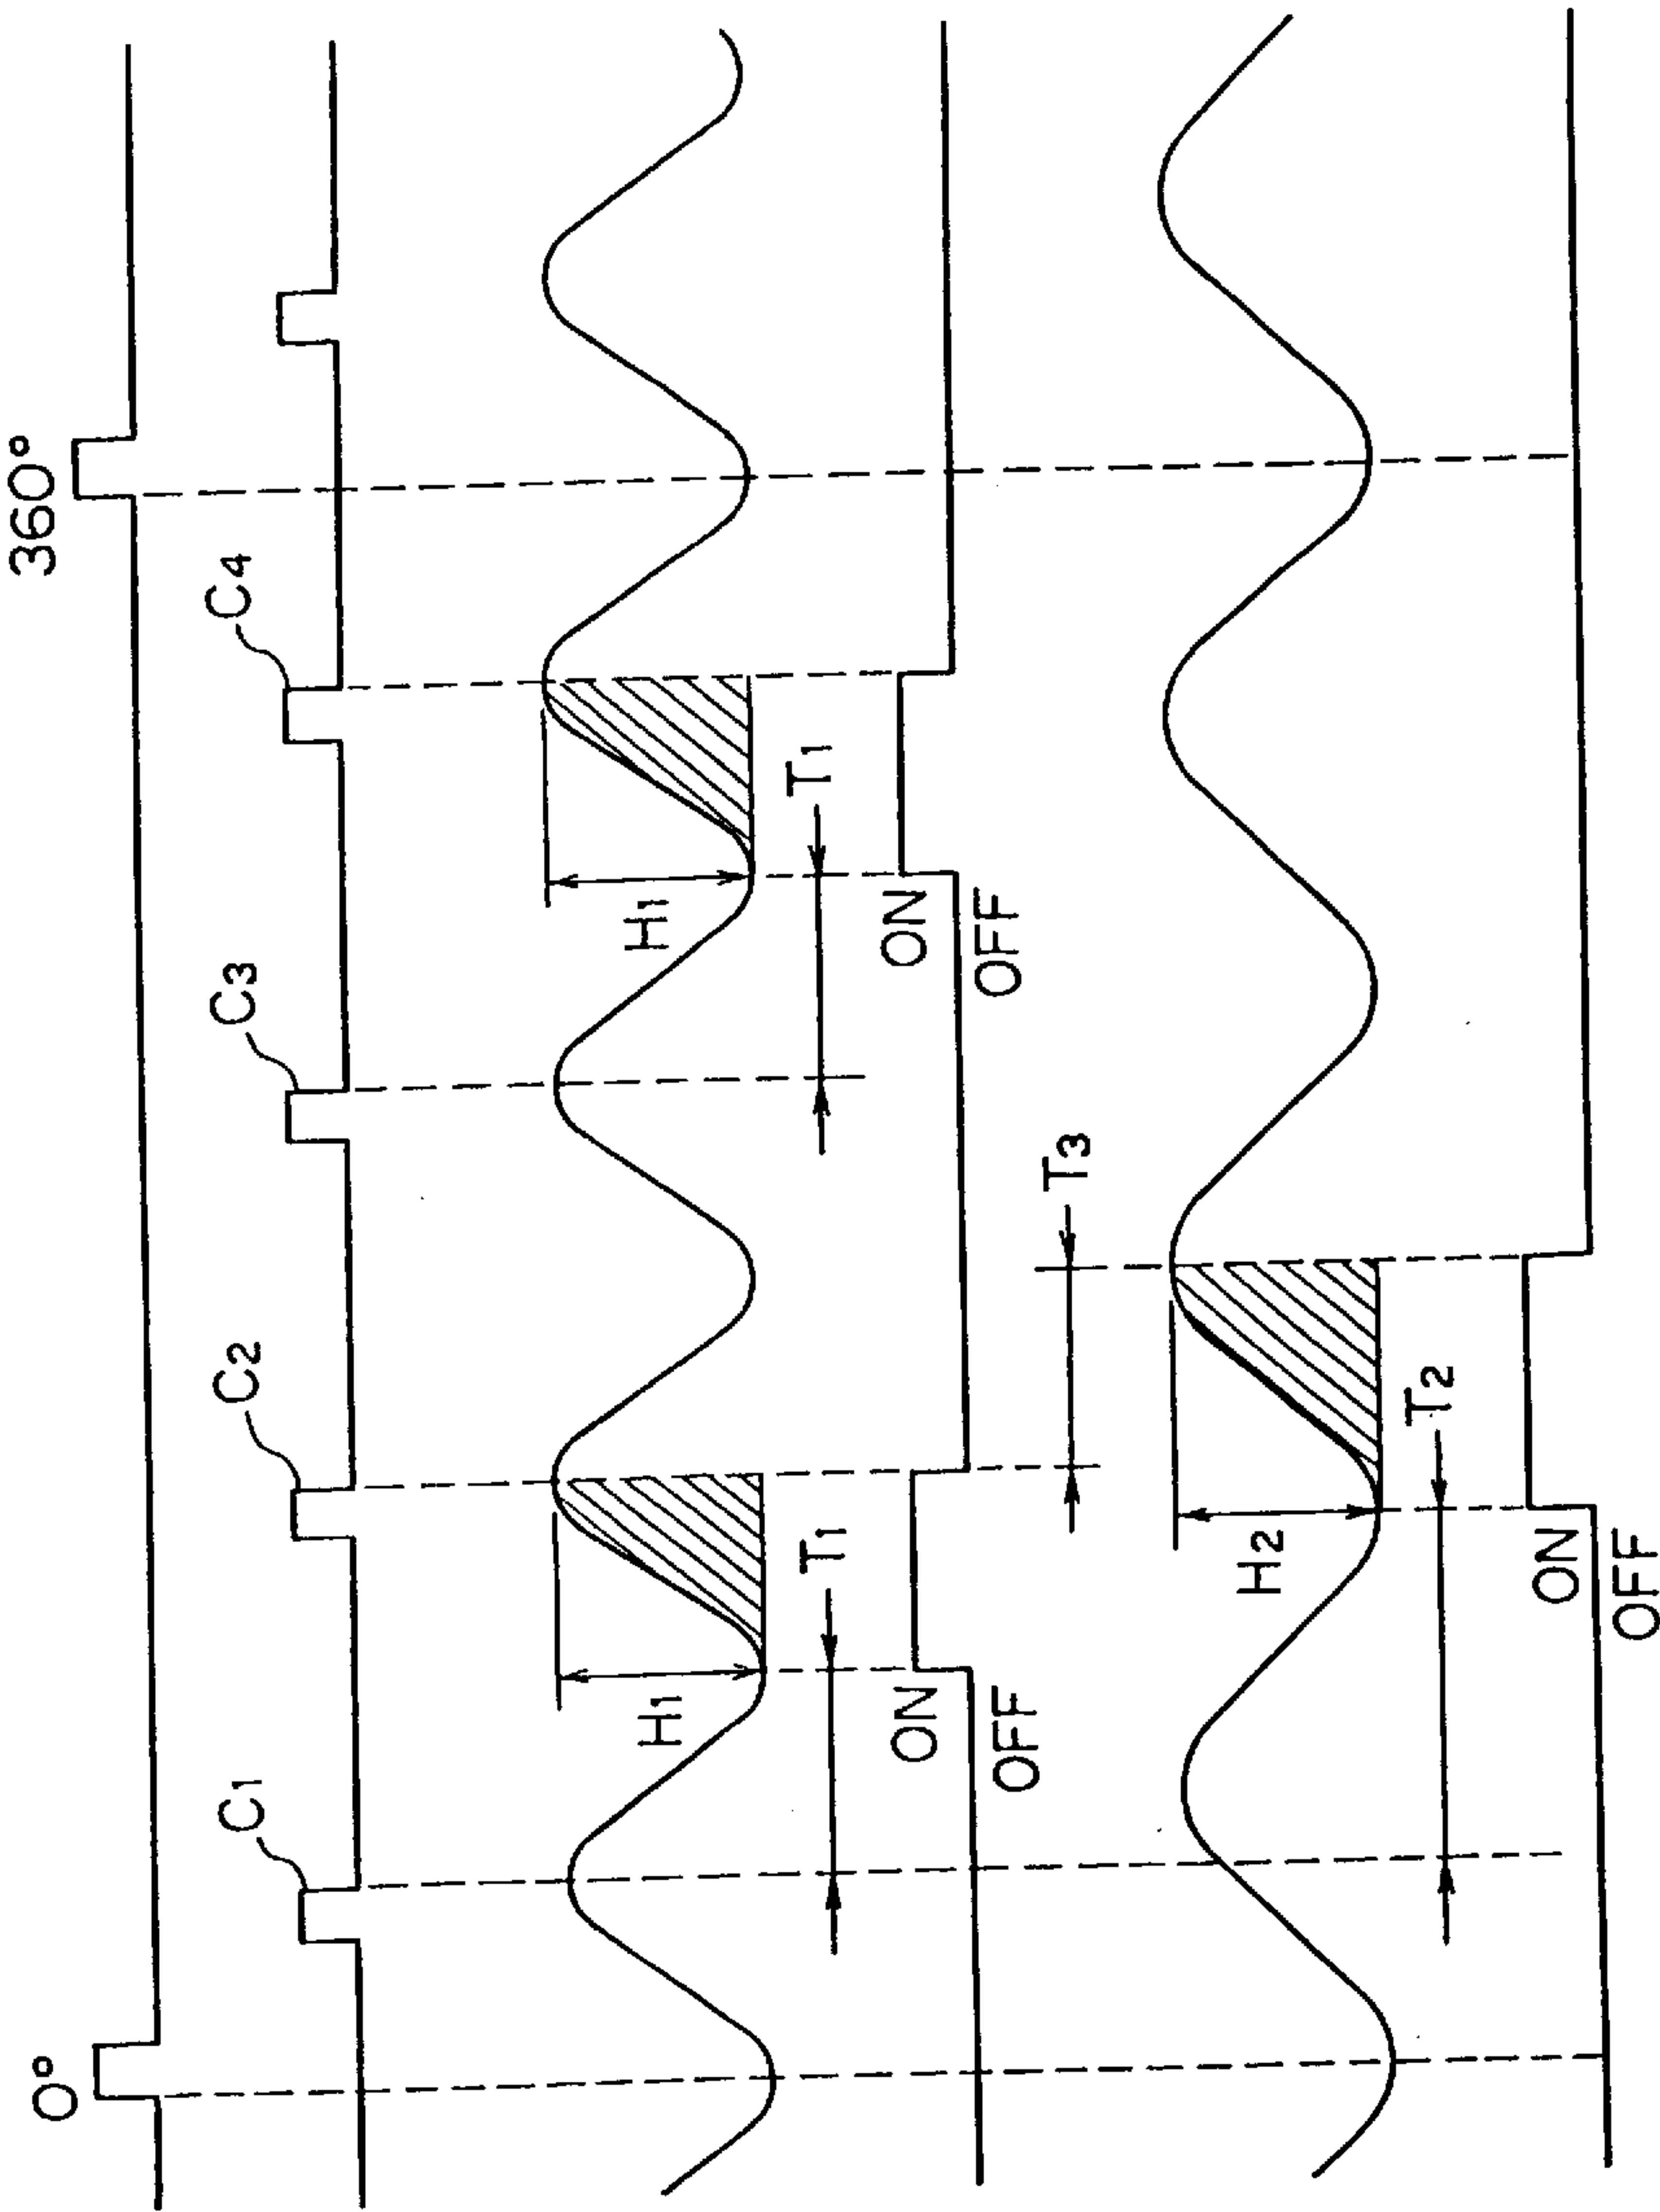 0° 360°
C1 C2 C3 C4
H1 H1
T1 T1
ON ON
OFF OFF
T3
H2
T2
ON
OFF